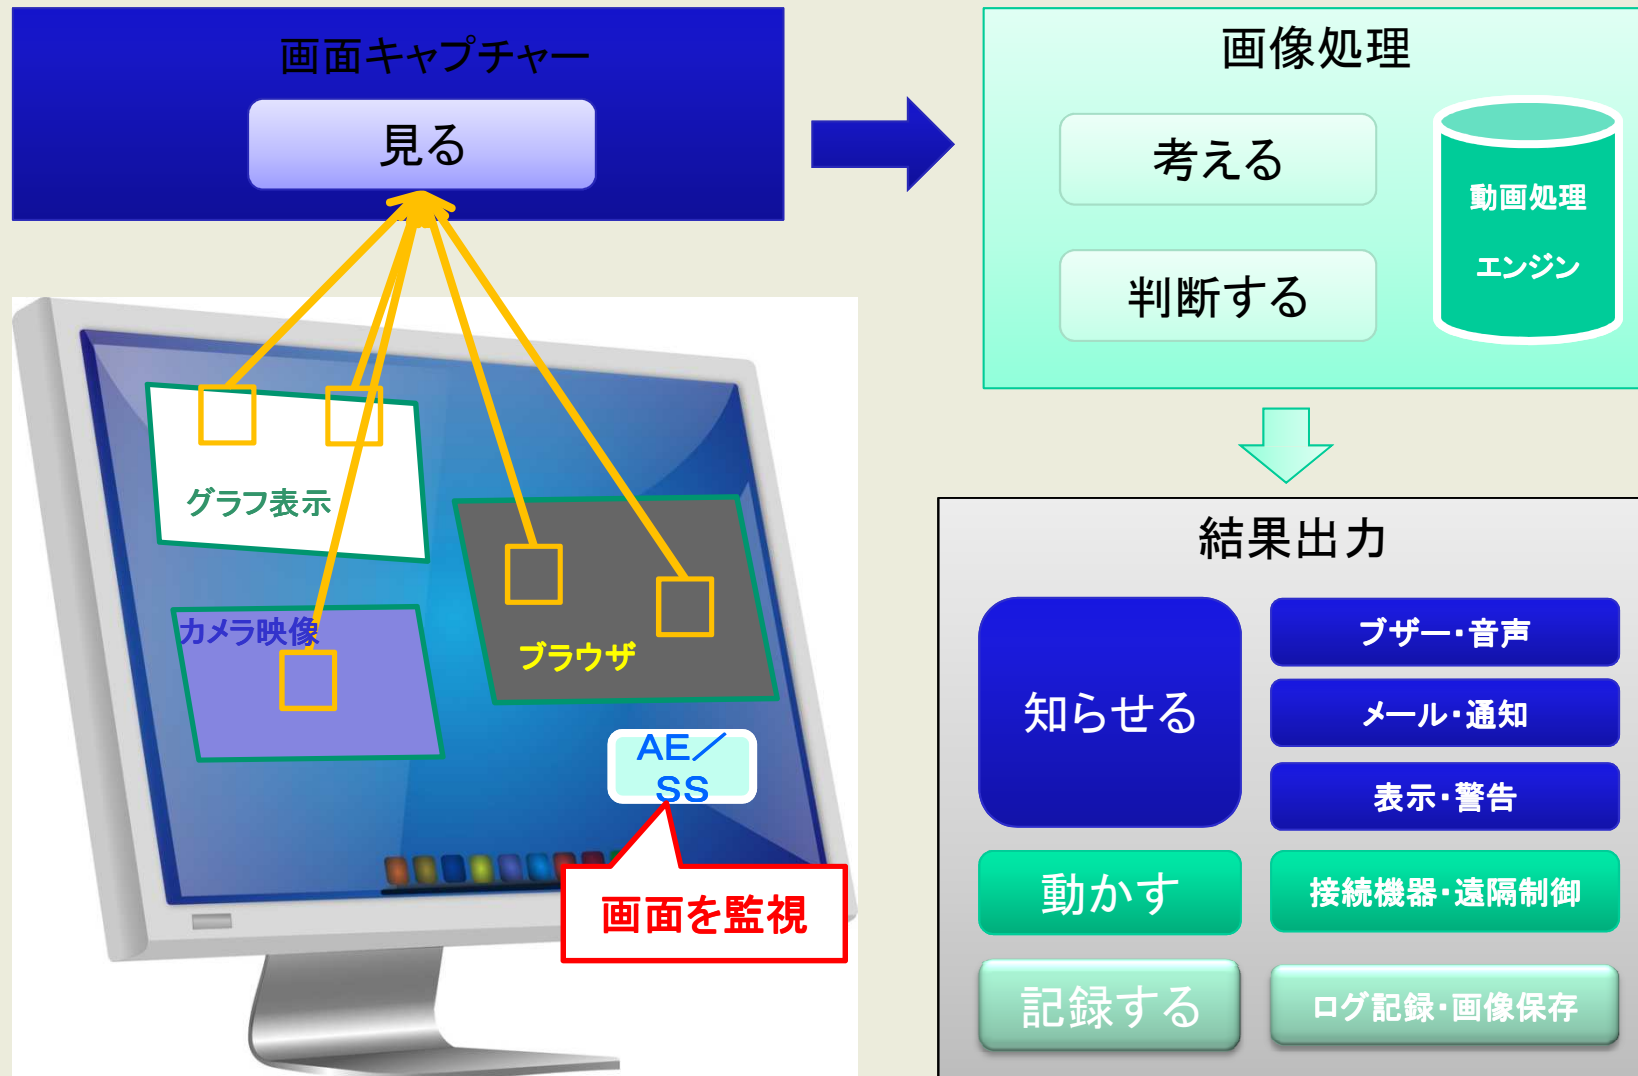 画面キャプチャー
見る
画像処理
考える
判断する
動画処理
エンジン
グラフ表示
カメラ映像
ブラウザ
AE／
SS
画面を監視
結果出力
知らせる
ブザー・音声
メール・通知
表示・警告
動かす
接続機器・遠隔制御
記録する
ログ記録・画像保存